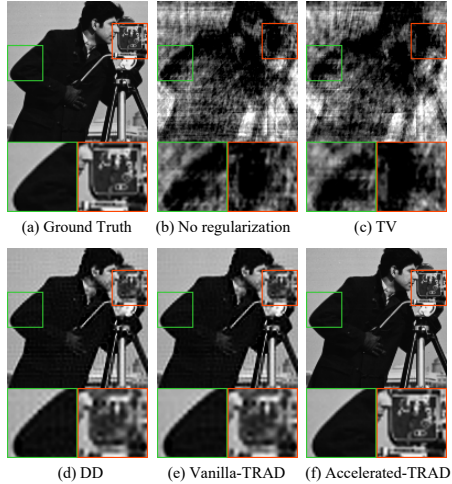 (a) Ground Truth
(b) No regularization
(c) TV
(d) DD
(e) Vanilla-TRAD
(f) Accelerated-TRAD